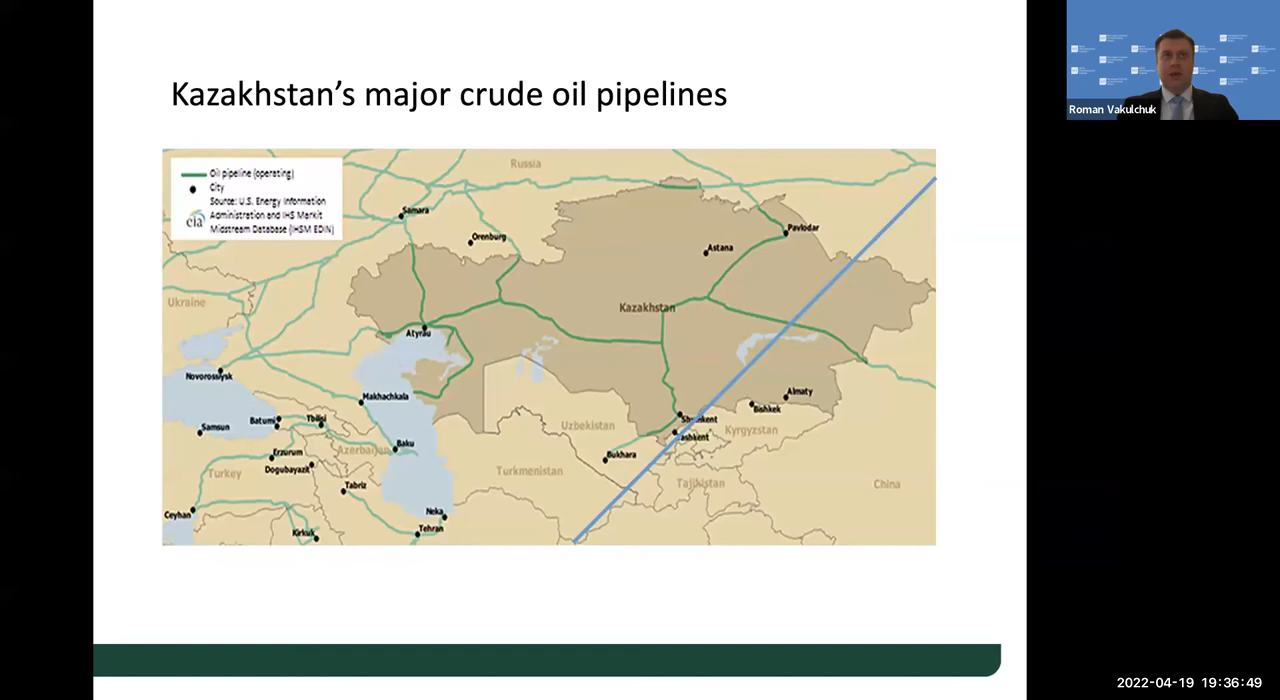 Kazakhstan's major crude oil pipelines
Roman Vakulchuk
Oil pipeline (operating)
City
Source: U.S. Energy Information
Administration and IHS Markit
Midstream Database (IHSM EDIN)
eia
Russia
Samara
Orenburg
Pavlodar
Astana
Ukraine
Kazakhstan
Atyrau
Novorossiysk
Makhachkala
Almaty
Bishkek
Batumi
Tbilisi
Samsun
Uzbekistan
Kyrgyzstan
Baku
Azerbaijan
Erzurum
Bukhara
Dogubayazit
Turkey
Turkmenistan
Tajikistan
China
Tabriz
Ceyhan
Neka
Tehran
Kirkuk
2022-04-19 19:36:49